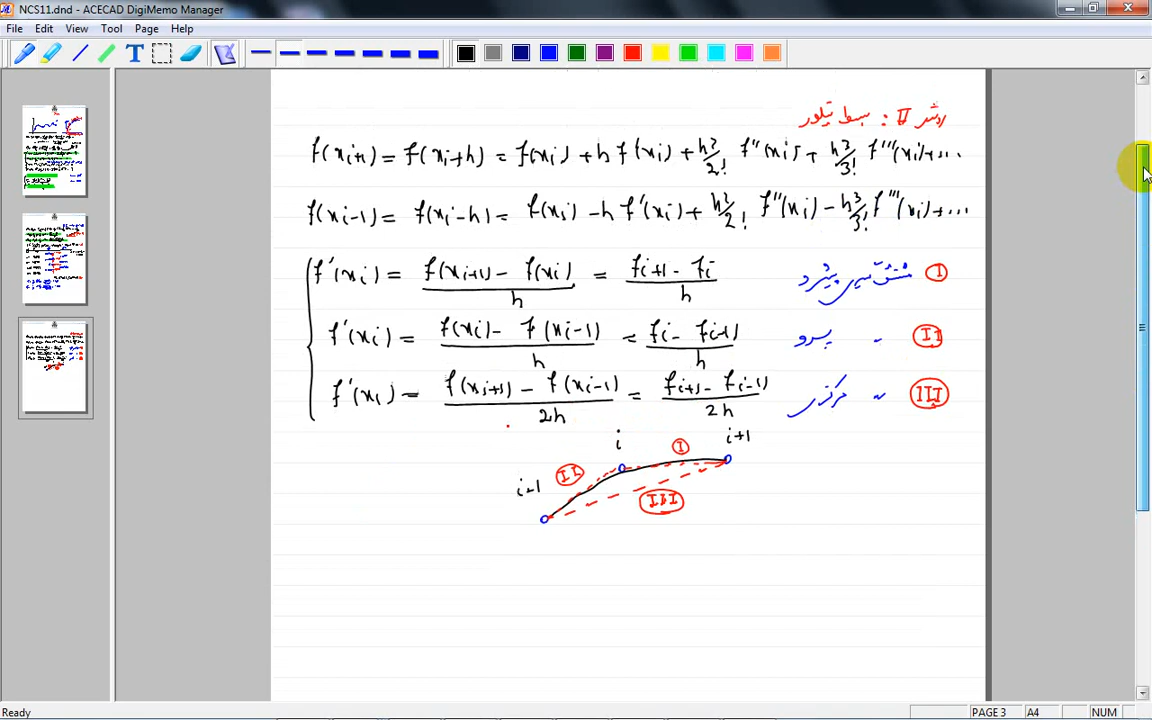 NCS11.dnd - ACECAD DigiMemo Manager
File Edit View Tool Page Help
روش II : بسط تیلور
f(xi+1) = f(xi+h) = f(xi) + h f'(xi) + h²/2! f''(xi) + h³/3! f'''(xi) + ...
f(xi-1) = f(xi-h) = f(xi) - h f'(xi) + h²/2! f''(xi) - h³/3! f'''(xi) + ...
f'(xi) = f(xi+1) - f(xi) / h = fi+1 - fi / h پیشرو I
f'(xi) = f(xi) - f(xi-1) / h = fi - fi-1 / h پسرو " II
f'(xi) = f(xi+1) - f(xi-1) / 2h = fi+1 - fi-1 / 2h مرکزی " III
i i+1
I
II
i-1
III
Ready PAGE 3 A4 NUM